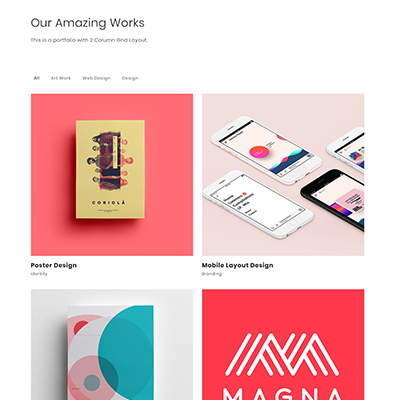 Our Amazing Works
This is a portfolio with 2 Column Grid Layout.
All
Art Work
Web Design
Design
CORIOLÀ
Poster Design
Identity
Mobile Layout Design
Branding
MAGNA